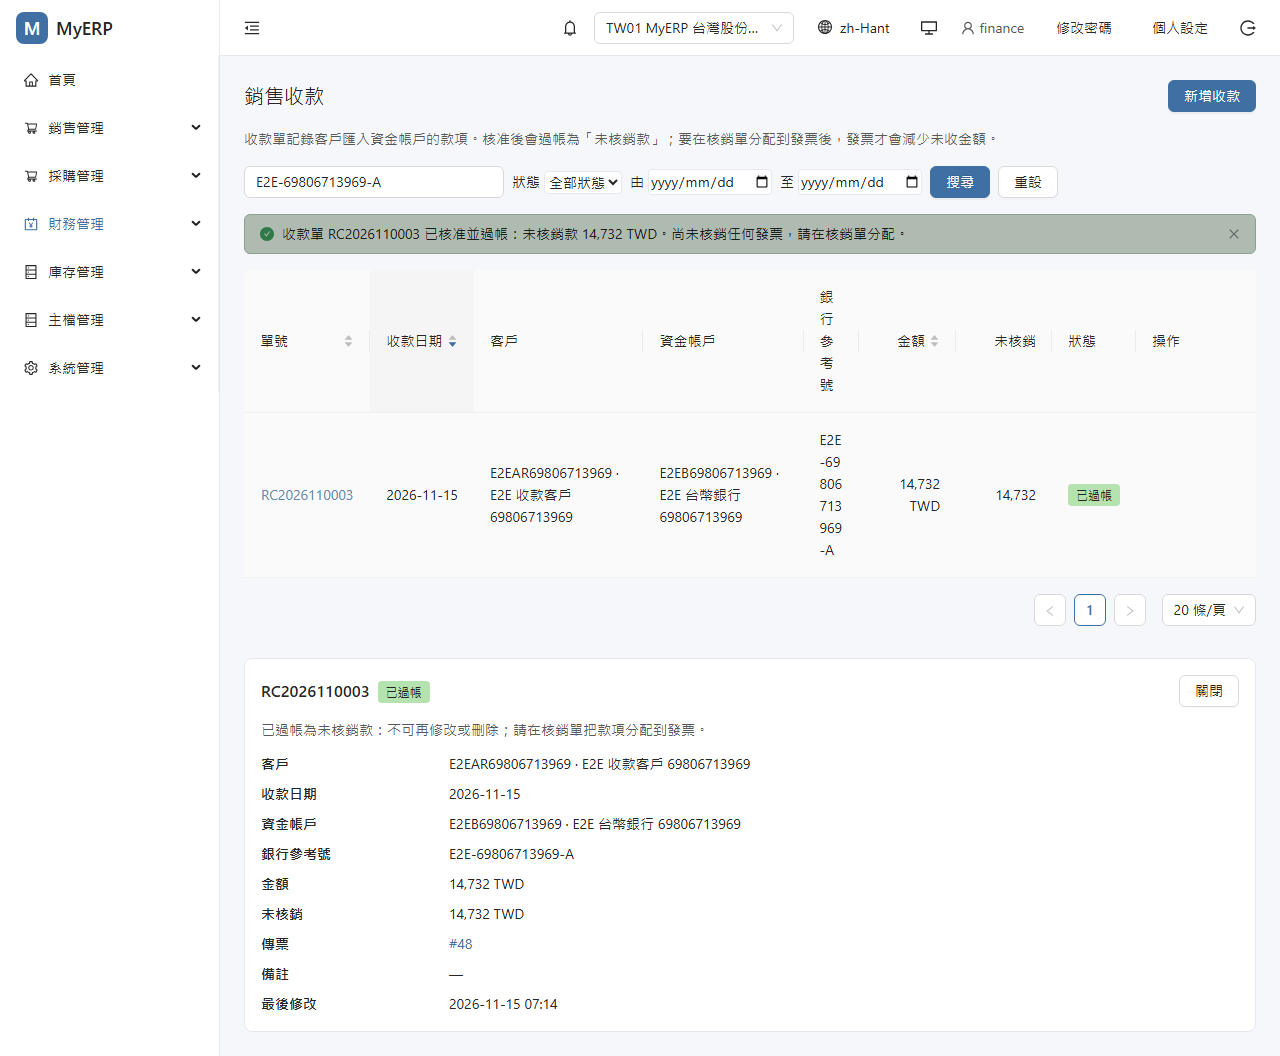 M MyERP
TW01 MyERP 台灣股份...
zh-Hant
finance
修改密碼
個人設定
首頁
銷售管理
採購管理
財務管理
庫存管理
主檔管理
系統管理
銷售收款
新增收款
收款單記錄客戶匯入資金帳戶的款項。核准後會過帳為「未核銷款」；要在核銷單分配到發票後，發票才會減少未收金額。
E2E-69806713969-A
狀態 全部狀態 由 yyyy/mm/dd 至 yyyy/mm/dd 搜尋 重設
收款單 RC2026110003 已核准並過帳：未核銷款 14,732 TWD。尚未核銷任何發票，請在核銷單分配。
單號
收款日期
客戶
資金帳戶
銀
行
參
考
號
金額
未核銷
狀態
操作
RC2026110003
2026-11-15
E2EAR69806713969 ·
E2E 收款客戶
69806713969
E2EB69806713969 ·
E2E 台幣銀行
69806713969
E2E
-69
806
713
969
-A
14,732
TWD
14,732
已過帳
1
20 條/頁
RC2026110003 已過帳
關閉
已過帳為未核銷款：不可再修改或刪除；請在核銷單把款項分配到發票。
客戶 E2EAR69806713969 · E2E 收款客戶 69806713969
收款日期 2026-11-15
資金帳戶 E2EB69806713969 · E2E 台幣銀行 69806713969
銀行參考號 E2E-69806713969-A
金額 14,732 TWD
未核銷 14,732 TWD
傳票 #48
備註 —
最後修改 2026-11-15 07:14